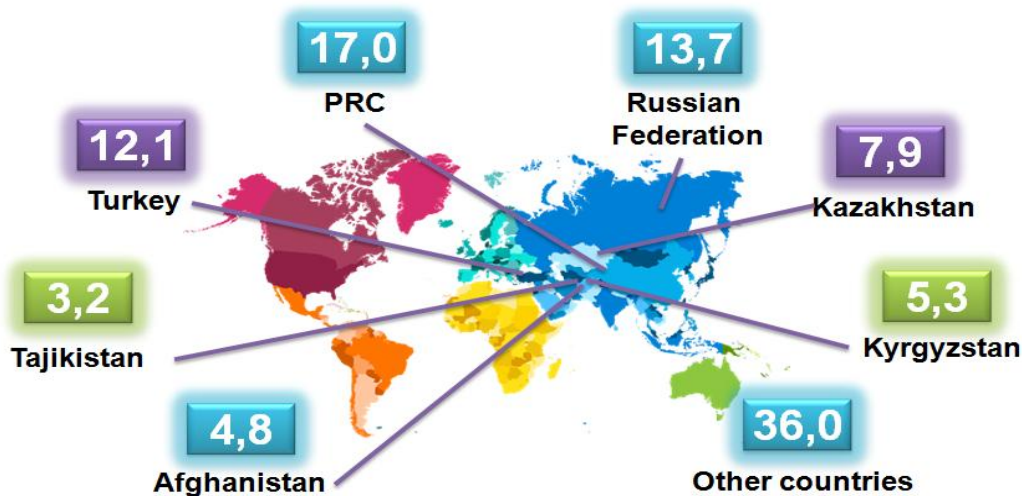 17,0
PRC
13,7
Russian
Federation
12,1
Turkey
7,9
Kazakhstan
3,2
Tajikistan
5,3
Kyrgyzstan
4,8
Afghanistan
36,0
Other countries